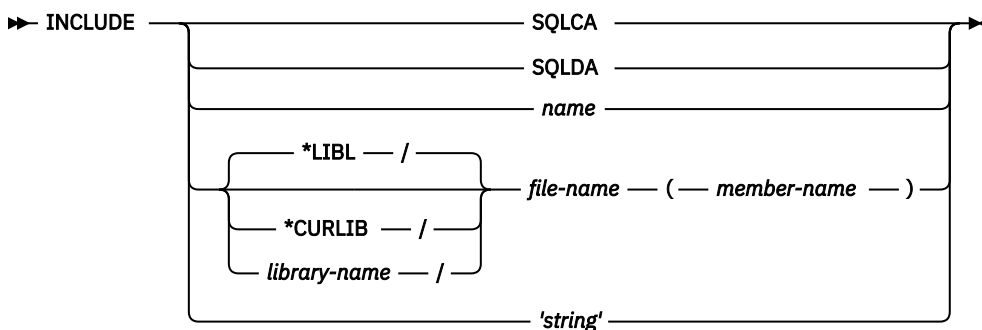 INCLUDE SQLCA
SQLDA
name
*LIBL /
file-name ( member-name )
*CURLIB /
library-name /
'string'